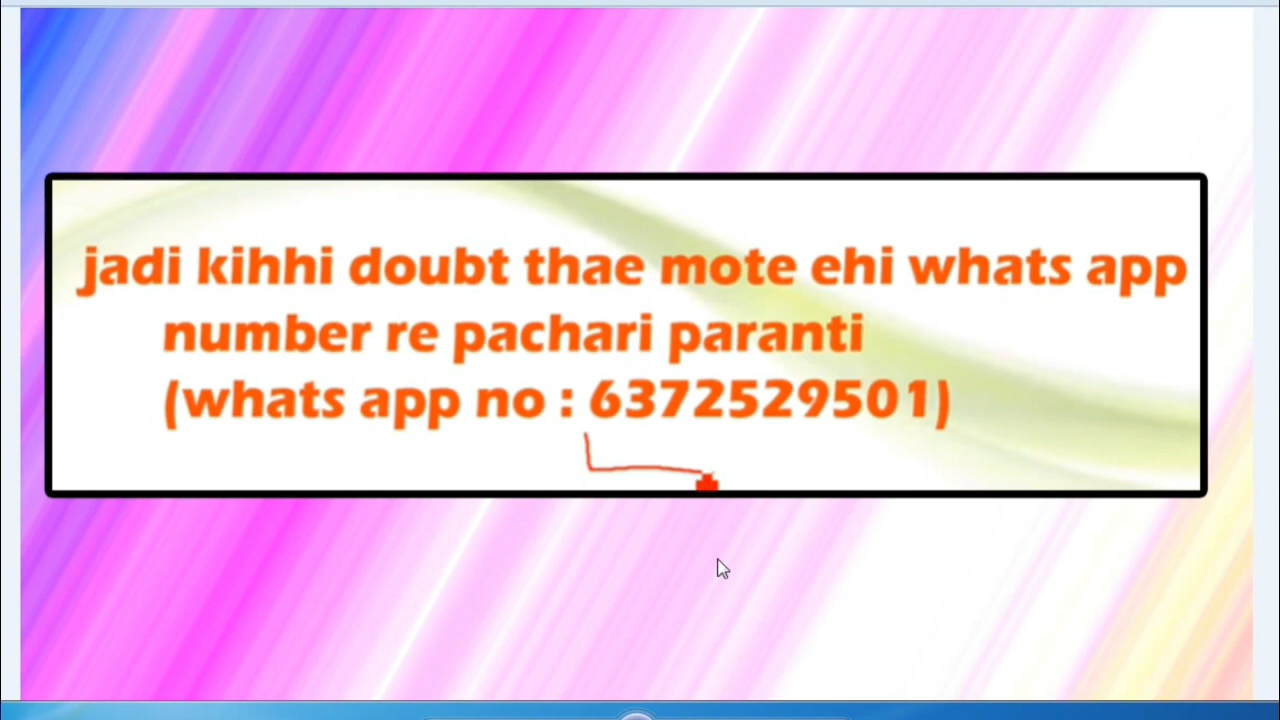 jadi kihhi doubt thae mote ehi whats app
number re pachari paranti
(whats app no : 6372529501)